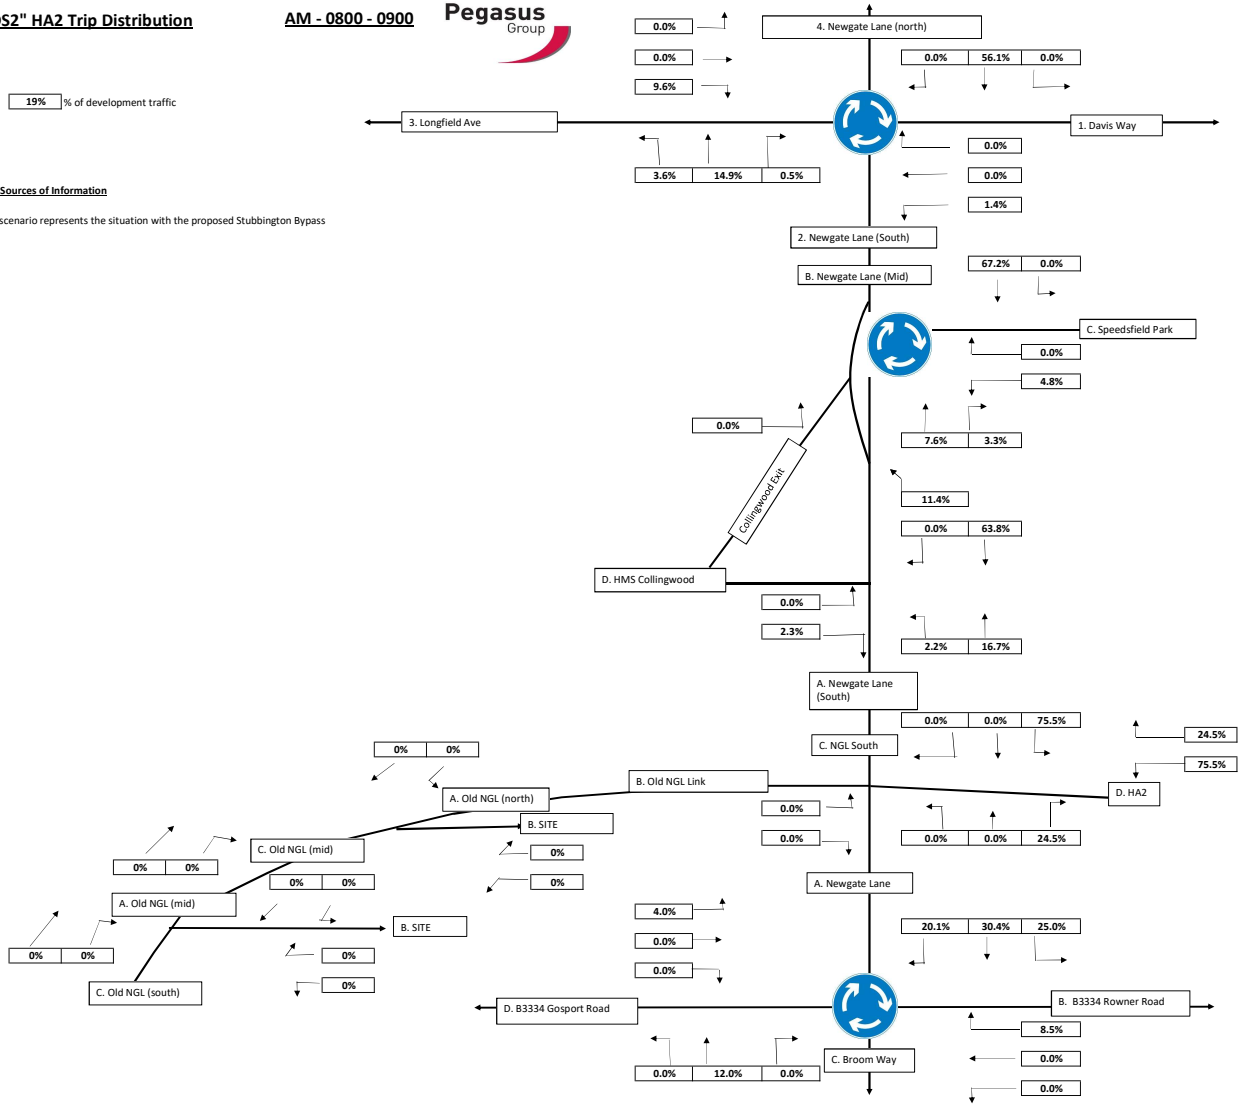 OS2" HA2 Trip Distribution
AM - 0800 - 0900
Pegasus
Group
0.0%
4. Newgate Lane (north)
0.0%
0.0% 56.1% 0.0%
9.6%
19% % of development traffic
3. Longfield Ave
1. Davis Way
0.0%
3.6% 14.9% 0.5%
0.0%
Sources of Information
1.4%
scenario represents the situation with the proposed Stubbington Bypass
2. Newgate Lane (South)
67.2% 0.0%
B. Newgate Lane (Mid)
C. Speedsfield Park
0.0%
4.8%
0.0%
7.6% 3.3%
Collingwood Exit
11.4%
0.0% 63.8%
D. HMS Collingwood
0.0%
2.3%
2.2% 16.7%
A. Newgate Lane
(South)
0.0% 0.0% 75.5%
24.5%
0% 0%
C. NGL South
75.5%
B. Old NGL Link
D. HA2
A. Old NGL (north)
0.0%
B. SITE
0.0%
0.0% 0.0% 24.5%
C. Old NGL (mid)
0%
0% 0%
0% 0%
0%
A. Newgate Lane
A. Old NGL (mid)
4.0%
20.1% 30.4% 25.0%
B. SITE
0.0%
0% 0%
0%
0.0%
0%
C. Old NGL (south)
D. B3334 Gosport Road
B. B3334 Rowner Road
8.5%
C. Broom Way
0.0%
0.0% 12.0% 0.0%
0.0%